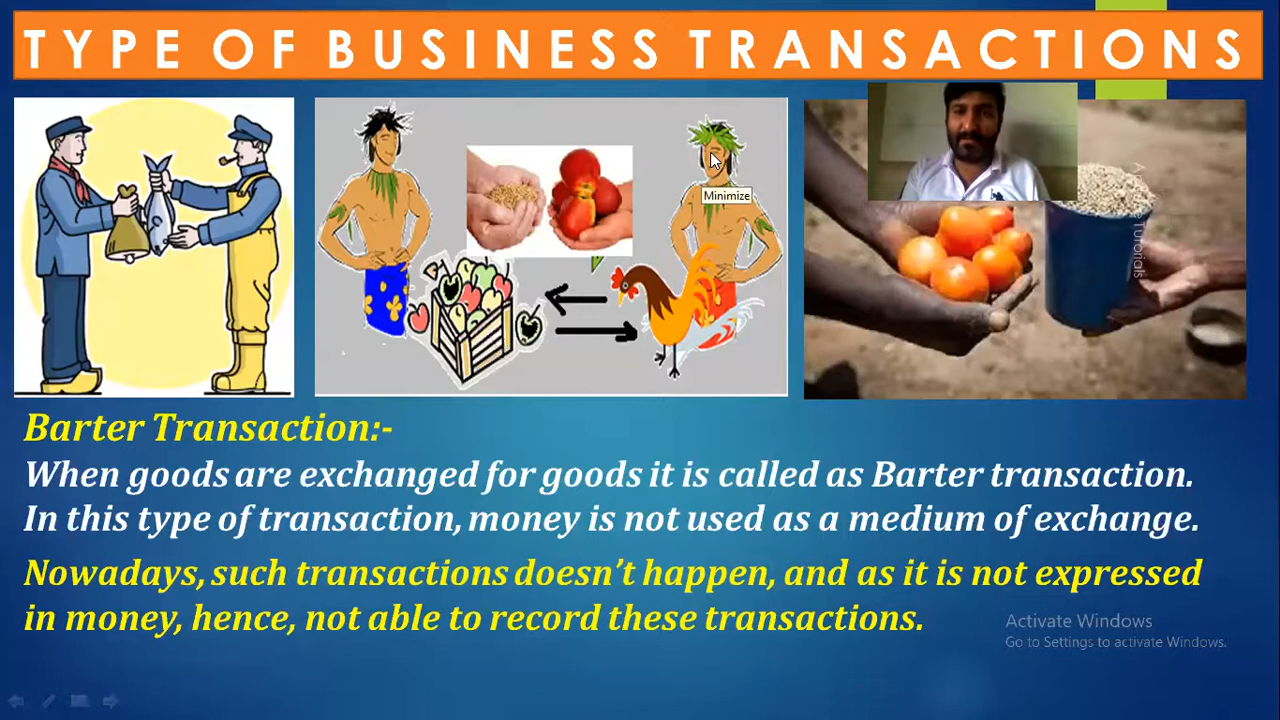 TYPE OF BUSINESS TRANSACTIONS
Minimize
Barter Transaction:-
When goods are exchanged for goods it is called as Barter transaction.
In this type of transaction, money is not used as a medium of exchange.
Nowadays, such transactions doesn't happen, and as it is not expressed
in money, hence, not able to record these transactions.
Activate Windows
Go to Settings to activate Windows.
Tutorials